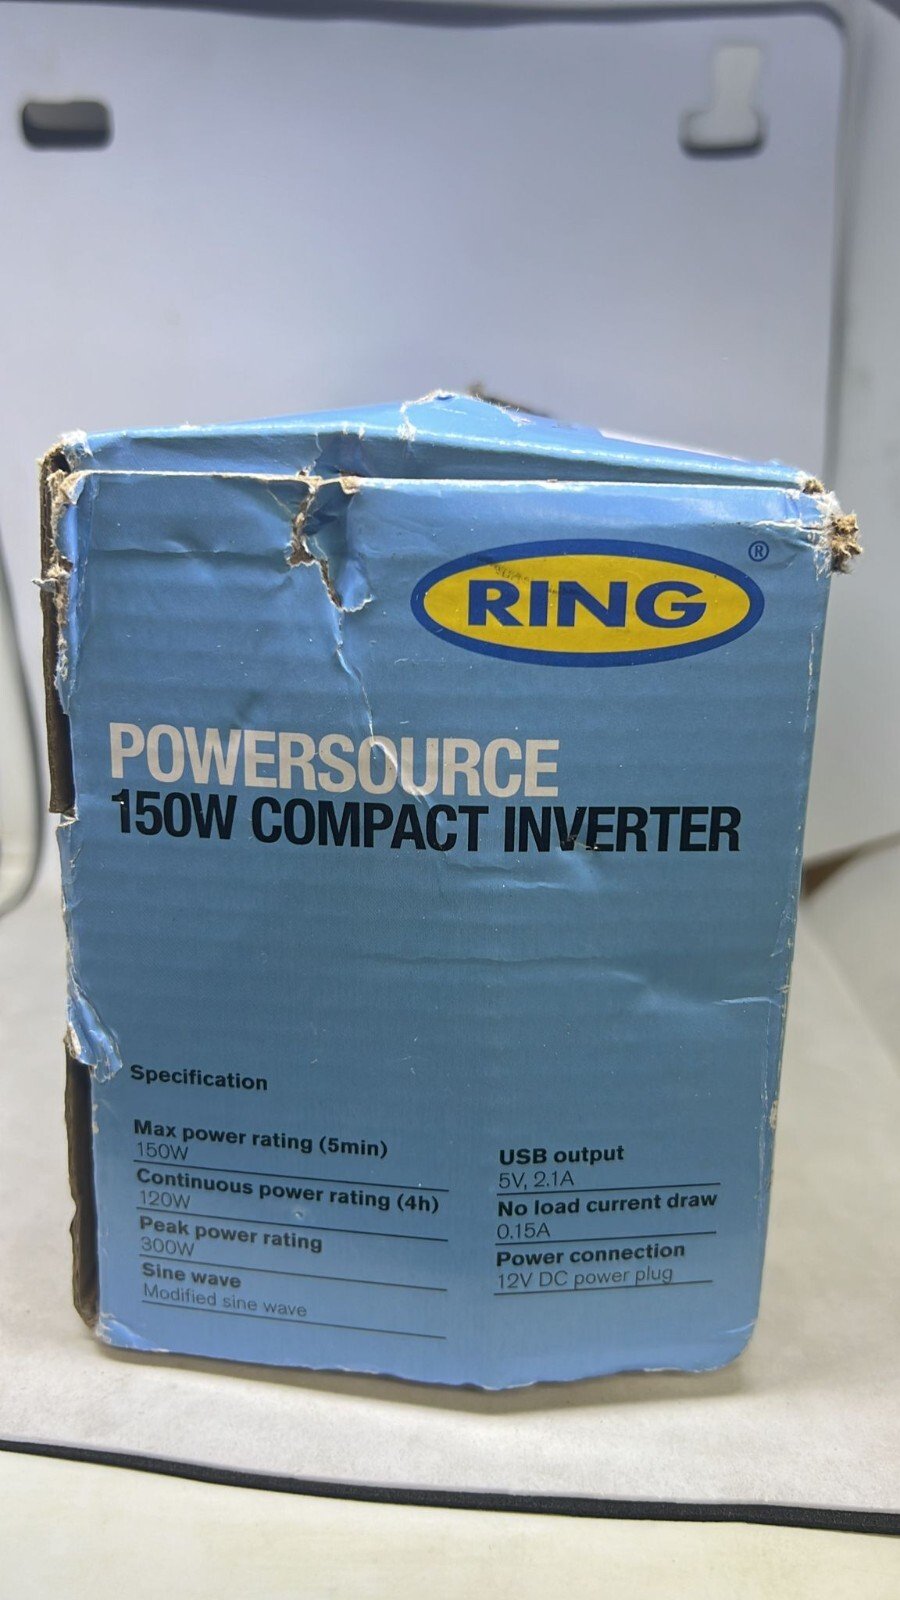 RING®
POWERSOURCE
150W COMPACT INVERTER
Specification
Max power rating (5min)
150W
Continuous power rating (4h)
120W
Peak power rating
300W
Sine wave
Modified sine wave
USB output
5V, 2.1A
No load current draw
0.15A
Power connection
12V DC power plug